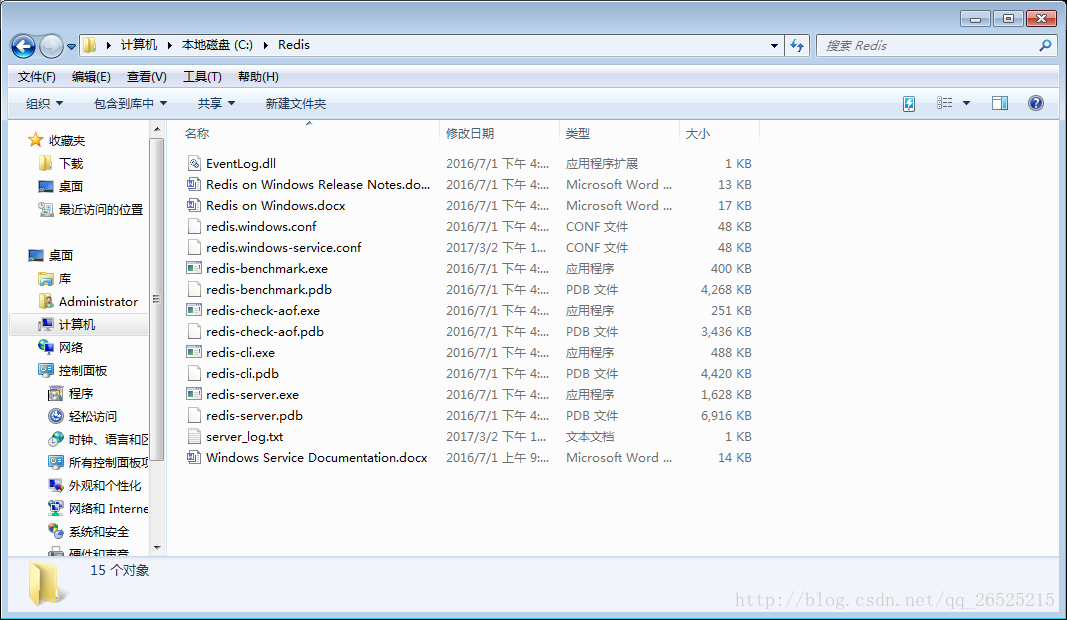 计算机 本地磁盘 (C:) Redis
搜索 Redis
文件(F) 编辑(E) 查看(V) 工具(T) 帮助(H)
组织 包含到库中 共享 新建文件夹
收藏夹
下载
桌面
最近访问的位置
桌面
库
Administrator
计算机
网络
控制面板
程序
轻松访问
时钟、语言和区
所有控制面板项
外观和个性化
网络和 Interne
系统和安全
硬件和声音
名称 修改日期 类型 大小
EventLog.dll 2016/7/1 下午 4:... 应用程序扩展 1 KB
Redis on Windows Release Notes.do... 2016/7/1 下午 4:... Microsoft Word ... 13 KB
Redis on Windows.docx 2016/7/1 下午 4:... Microsoft Word ... 17 KB
redis.windows.conf 2016/7/1 下午 4:... CONF 文件 48 KB
redis.windows-service.conf 2017/3/2 下午 1... CONF 文件 48 KB
redis-benchmark.exe 2016/7/1 下午 4:... 应用程序 400 KB
redis-benchmark.pdb 2016/7/1 下午 4:... PDB 文件 4,268 KB
redis-check-aof.exe 2016/7/1 下午 4:... 应用程序 251 KB
redis-check-aof.pdb 2016/7/1 下午 4:... PDB 文件 3,436 KB
redis-cli.exe 2016/7/1 下午 4:... 应用程序 488 KB
redis-cli.pdb 2016/7/1 下午 4:... PDB 文件 4,420 KB
redis-server.exe 2016/7/1 下午 4:... 应用程序 1,628 KB
redis-server.pdb 2016/7/1 下午 4:... PDB 文件 6,916 KB
server_log.txt 2017/3/2 下午 1... 文本文档 1 KB
Windows Service Documentation.docx 2016/7/1 上午 9:... Microsoft Word ... 14 KB
15 个对象
http://blog.csdn.net/qq_26525215